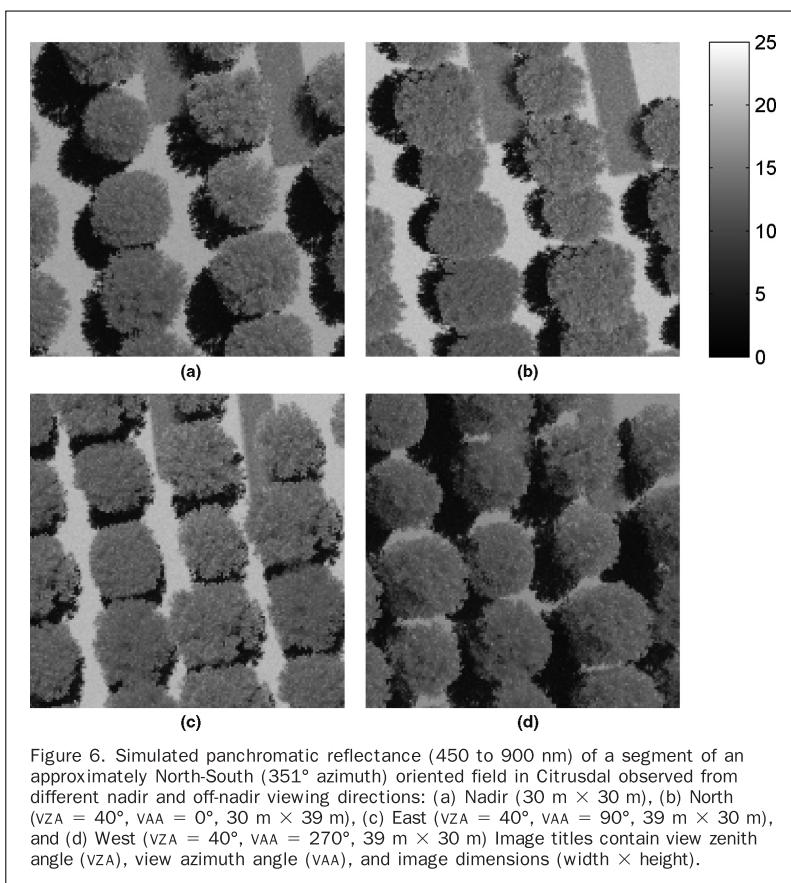 25
20
15
10
5
0
(a)
(b)
(c)
(d)
Figure 6. Simulated panchromatic reflectance (450 to 900 nm) of a segment of an
approximately North-South (351° azimuth) oriented field in Citrusdal observed from
different nadir and off-nadir viewing directions: (a) Nadir (30 m × 30 m), (b) North
(VZA = 40°, VAA = 0°, 30 m × 39 m), (c) East (VZA = 40°, VAA = 90°, 39 m × 30 m),
and (d) West (VZA = 40°, VAA = 270°, 39 m × 30 m) Image titles contain view zenith
angle (VZA), view azimuth angle (VAA), and image dimensions (width × height).